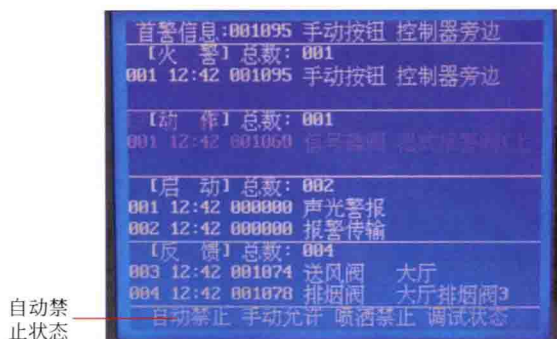 首警信息:001095 手动按钮 控制器旁边
【火 警】总数: 001
001 12:42 001095 手动按钮 控制器旁边
【动 作】总数: 001
001 12:42 001060 信号蝶阀
【启 动】总数: 002
001 12:42 000000 声光警报
002 12:42 000000 报警传输
【反 馈】总数: 004
003 12:42 001074 送风阀 大厅
004 12:42 001078 排烟阀 大厅排烟阀3
自动禁止 手动允许 喷洒禁止 调试状态
自动禁
止状态